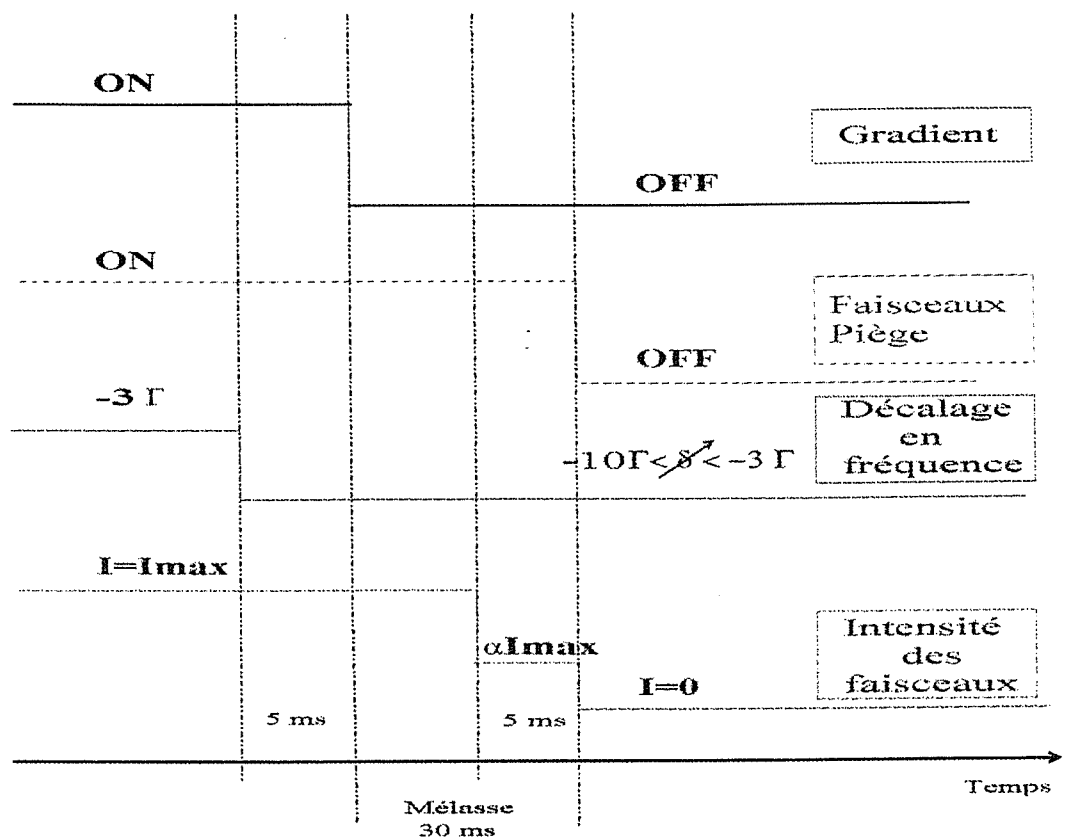 ON
Gradient
OFF
ON
Faisceaux
Piège
OFF
-3 Γ
Décalage
en
fréquence
-10Γ<δ<-3 Γ
I=Imax
Intensité
des
faisceaux
αImax
I=0
5 ms
5 ms
Temps
Mélasse
30 ms